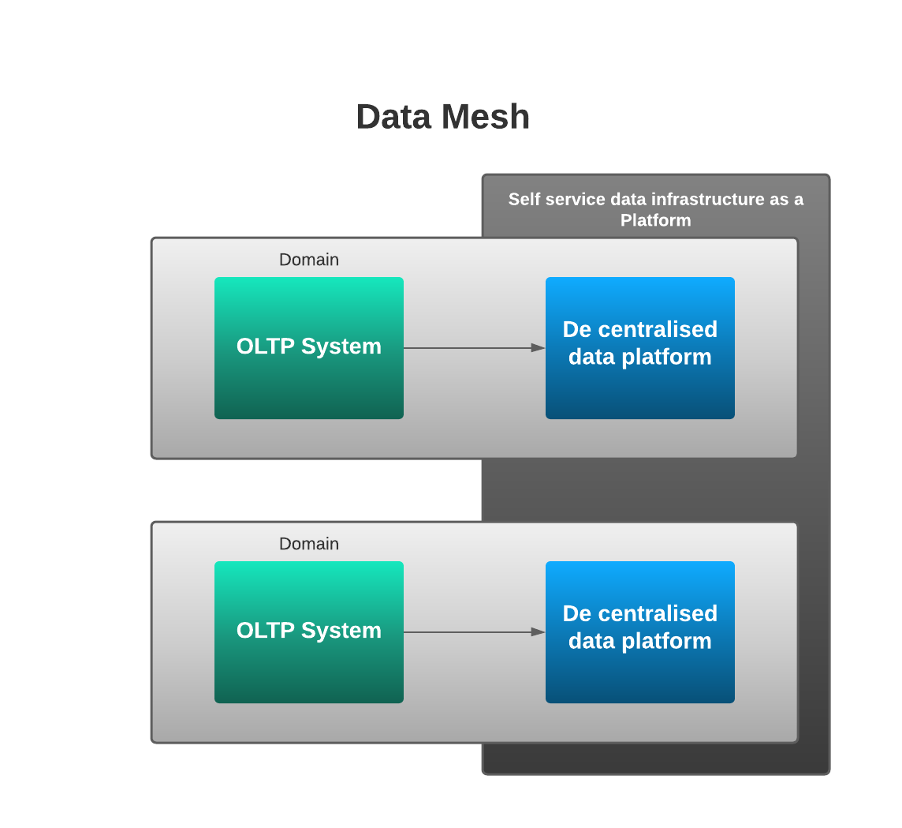 Data Mesh
Self service data infrastructure as a
Platform
Domain
OLTP System
De centralised
data platform
Domain
OLTP System
De centralised
data platform